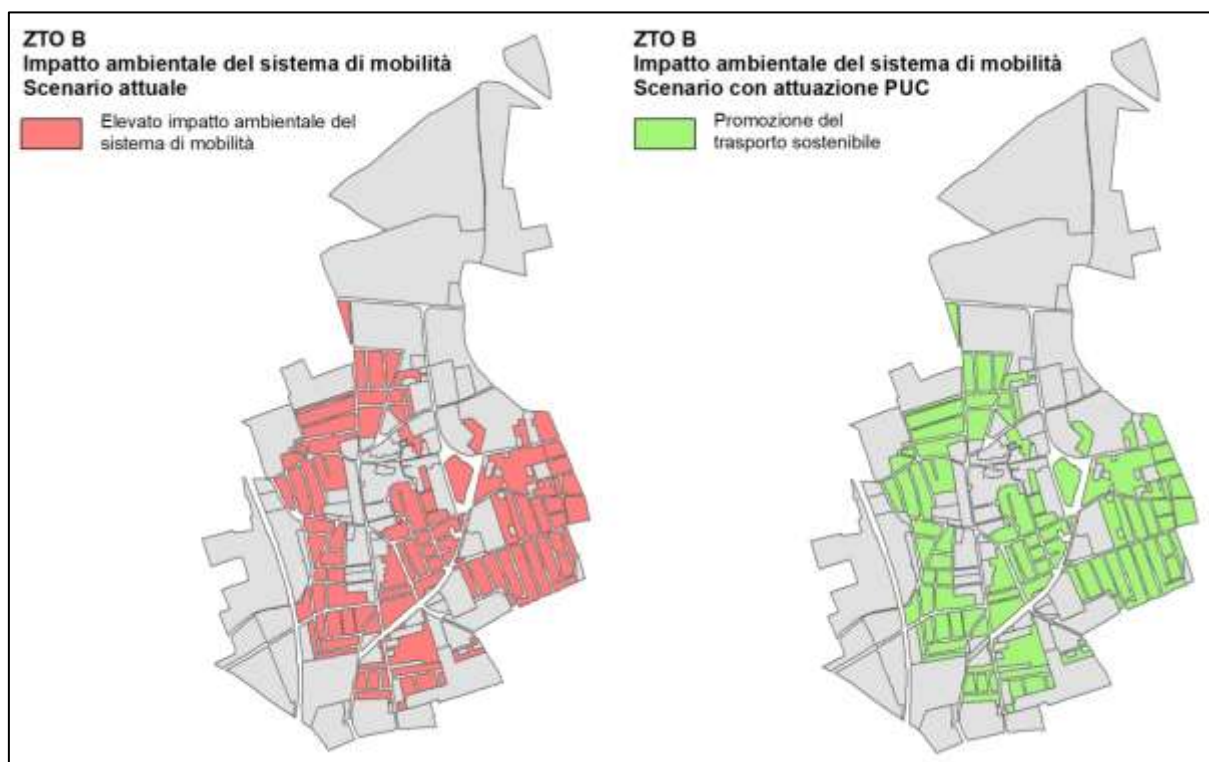 ZTO B
Impatto ambientale del sistema di mobilità
Scenario attuale
Elevato impatto ambientale del
sistema di mobilità
ZTO B
Impatto ambientale del sistema di mobilità
Scenario con attuazione PUC
Promozione del
trasporto sostenibile